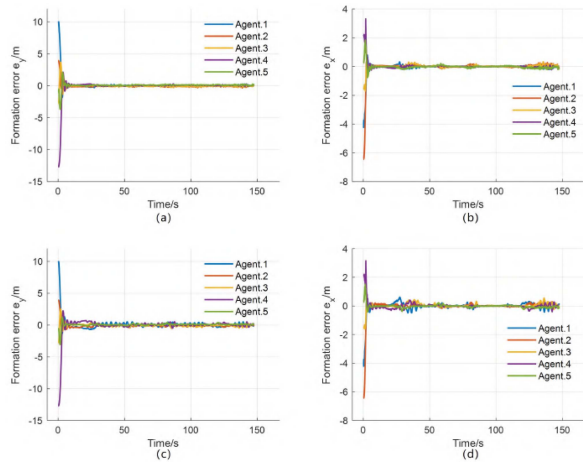 Formation error e_y/m
10
5
0
-5
-10
-15
0
50
100
150
Time/s
Agent.1
Agent.2
Agent.3
Agent.4
Agent.5
(a)
Formation error e_x/m
4
2
0
-2
-4
-6
-8
0
50
100
150
Time/s
Agent.1
Agent.2
Agent.3
Agent.4
Agent.5
(b)
Formation error e_y/m
10
5
0
-5
-10
-15
0
50
100
150
Time/s
Agent.1
Agent.2
Agent.3
Agent.4
Agent.5
(c)
Formation error e_x/m
4
2
0
-2
-4
-6
-8
0
50
100
150
Time/s
Agent.1
Agent.2
Agent.3
Agent.4
Agent.5
(d)